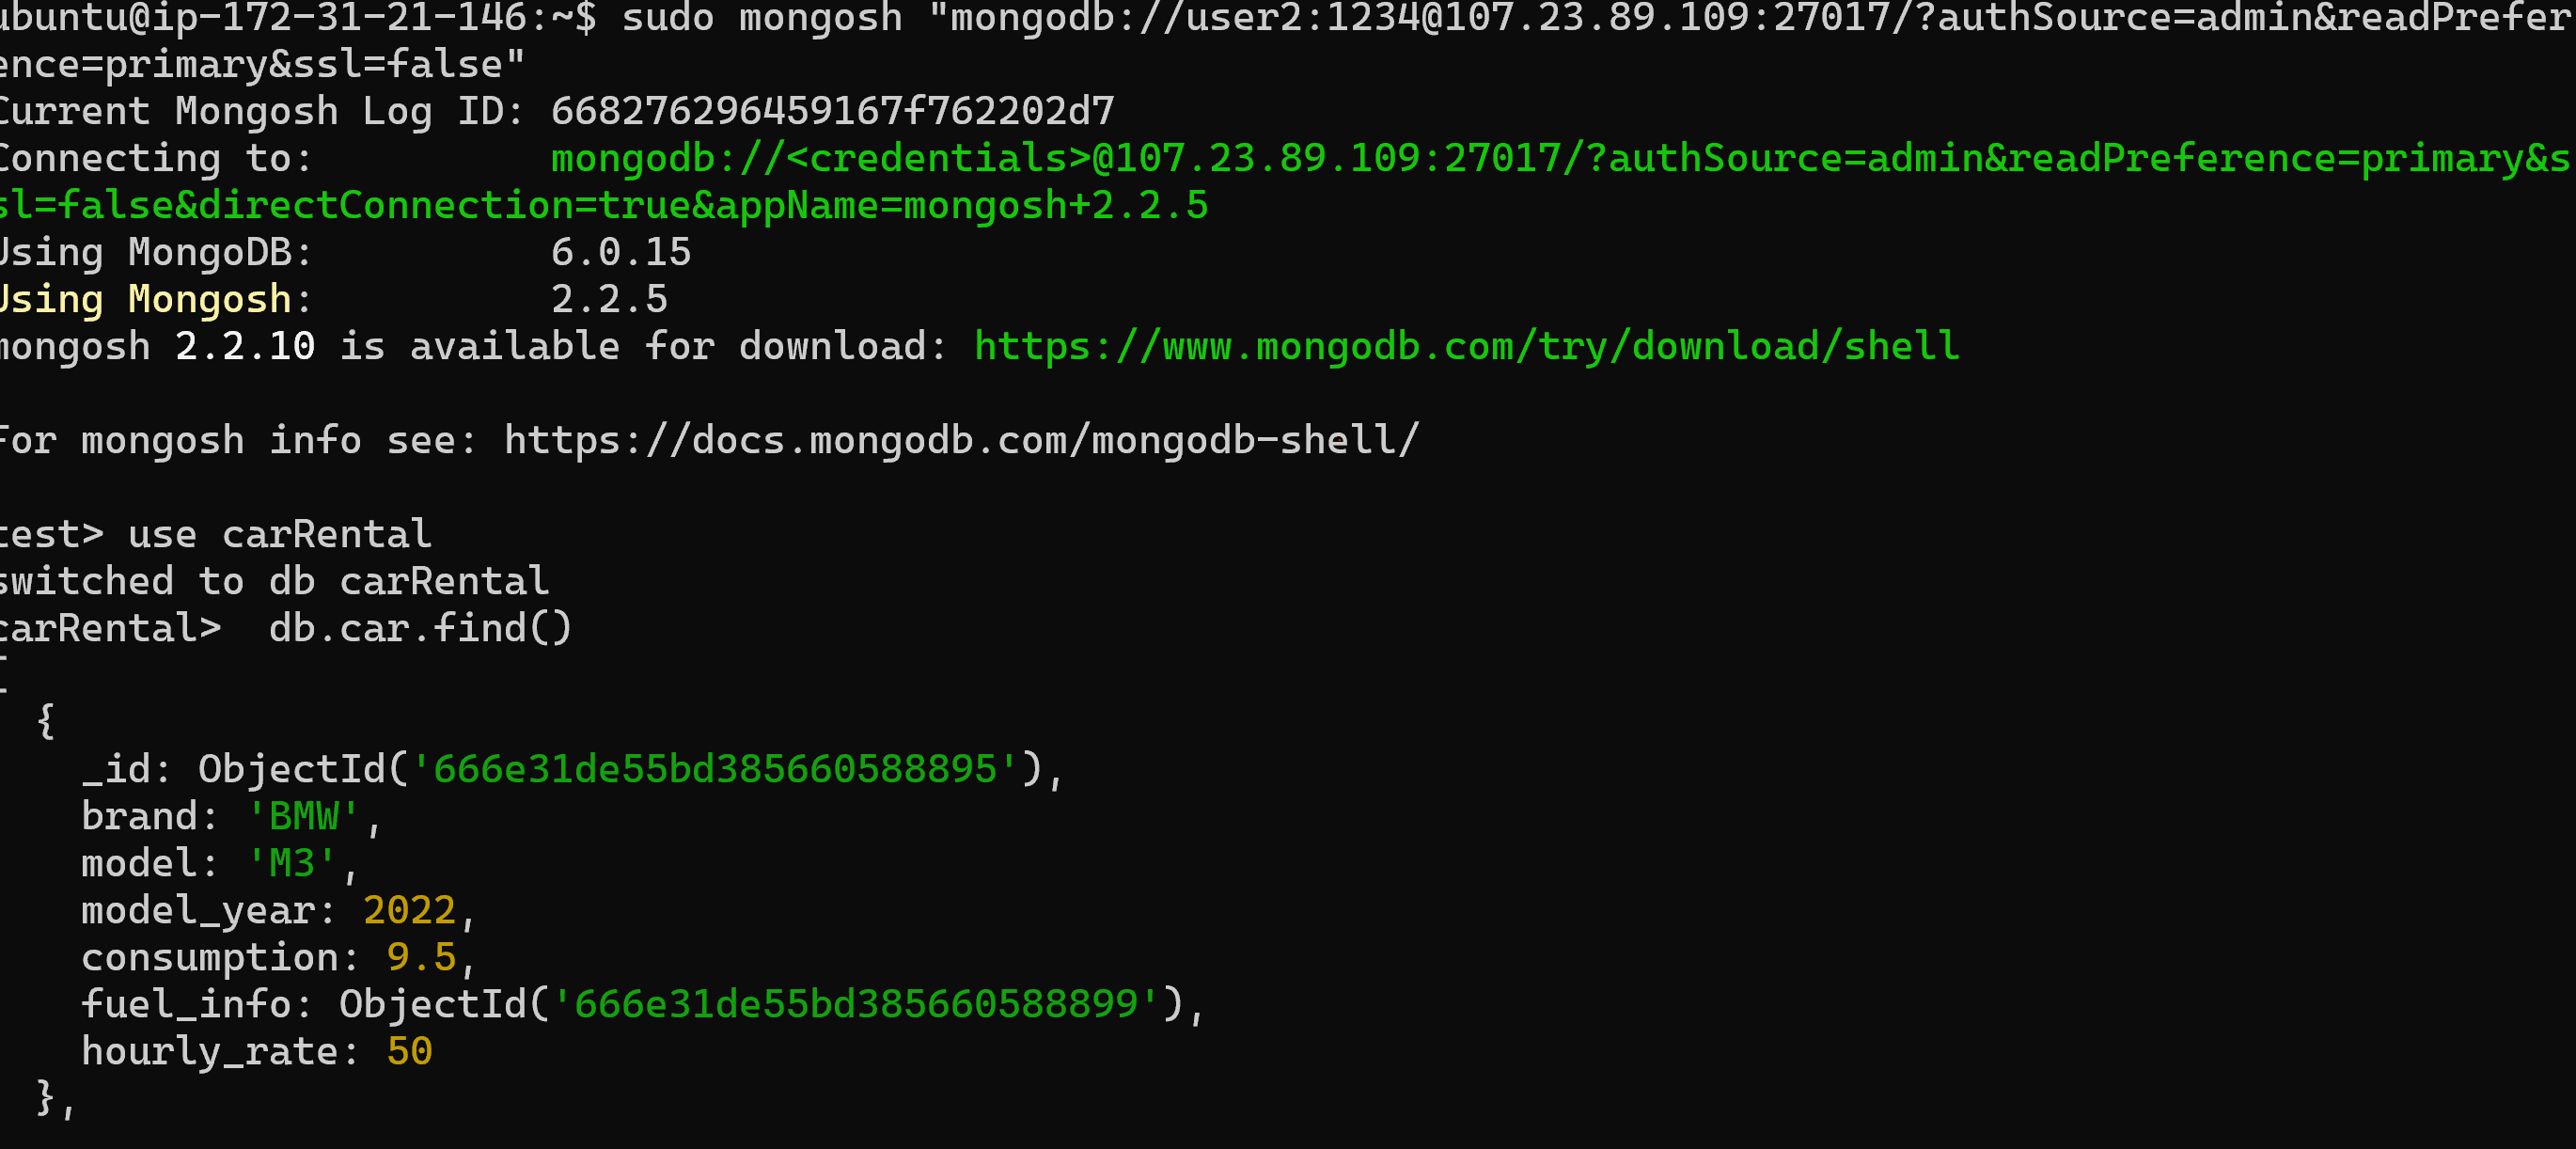 ubuntu@ip-172-31-21-146:~$ sudo mongosh "mongodb://user2:1234@107.23.89.109:27017/?authSource=admin&readPrefer
ence=primary&ssl=false"
Current Mongosh Log ID: 668276296459167f762202d7
Connecting to: mongodb://<credentials>@107.23.89.109:27017/?authSource=admin&readPreference=primary&s
sl=false&directConnection=true&appName=mongosh+2.2.5
Using MongoDB: 6.0.15
Using Mongosh: 2.2.5
mongosh 2.2.10 is available for download: https://www.mongodb.com/try/download/shell
For mongosh info see: https://docs.mongodb.com/mongodb-shell/
test> use carRental
switched to db carRental
carRental>  db.car.find()
[
  {
    _id: ObjectId('666e31de55bd385660588895'),
    brand: 'BMW',
    model: 'M3',
    model_year: 2022,
    consumption: 9.5,
    fuel_info: ObjectId('666e31de55bd385660588899'),
    hourly_rate: 50
  },